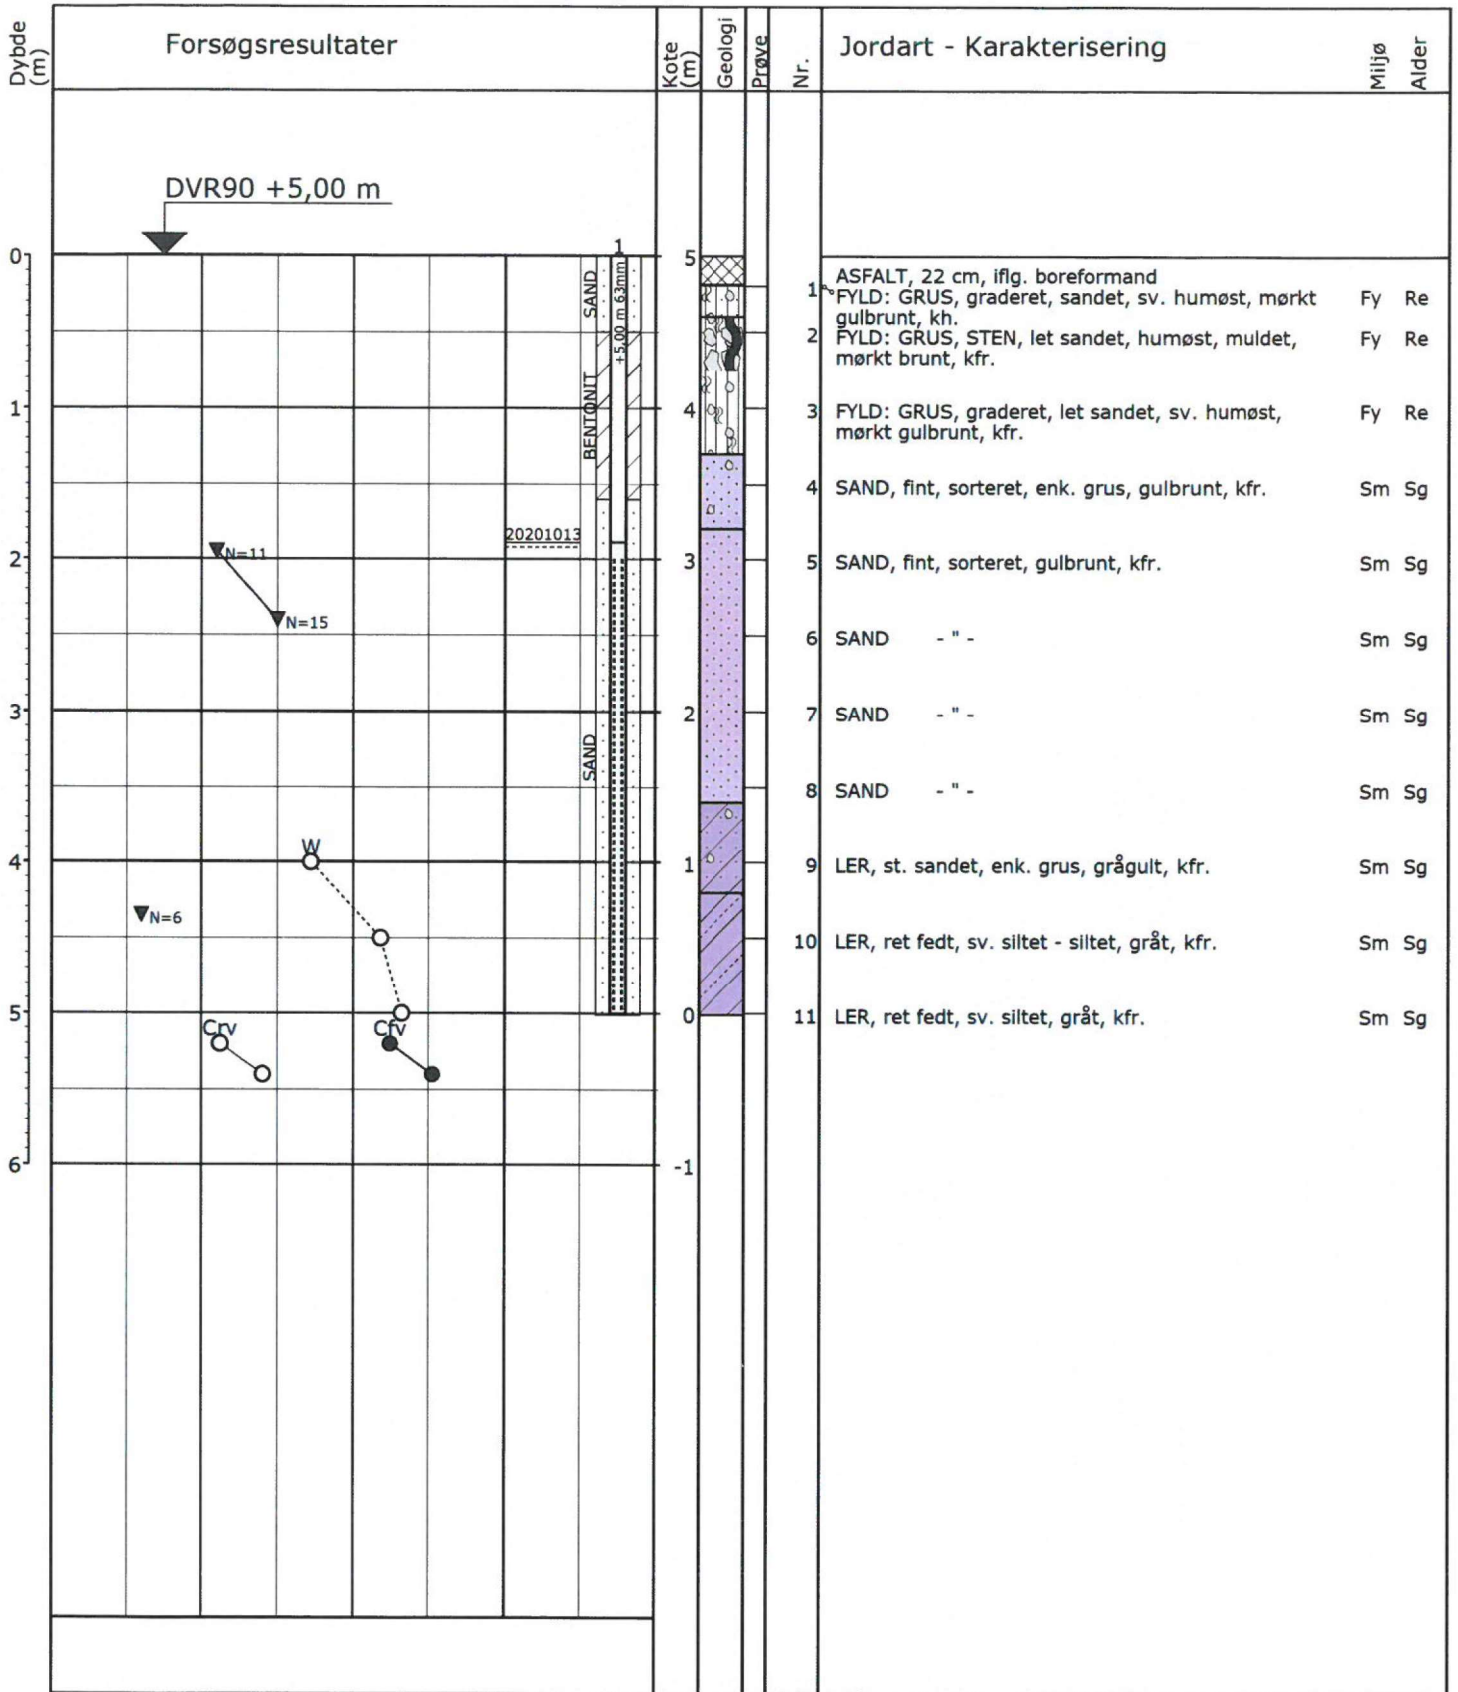 Dybde (m)
Forsøgsresultater
Kote (m)
Geologi
Prøve
Nr.
Jordart - Karakterisering
Miljø
Alder
DVR90 +5,00 m
0
1
2
3
4
5
6
1
SAND
+5,00 m 63mm
BENTONIT
20201013
SAND
N=11
N=15
W
N=6
Crv
Cfv
5
4
3
2
1
0
-1
ASFALT, 22 cm, iflg. boreformand
1 FYLD: GRUS, graderet, sandet, sv. humøst, mørkt Fy Re
gulbrunt, kh.
2 FYLD: GRUS, STEN, let sandet, humøst, muldet, Fy Re
mørkt brunt, kfr.
3 FYLD: GRUS, graderet, let sandet, sv. humøst, Fy Re
mørkt gulbrunt, kfr.
4 SAND, fint, sorteret, enk. grus, gulbrunt, kfr. Sm Sg
5 SAND, fint, sorteret, gulbrunt, kfr. Sm Sg
6 SAND - " - Sm Sg
7 SAND - " - Sm Sg
8 SAND - " - Sm Sg
9 LER, st. sandet, enk. grus, grågult, kfr. Sm Sg
10 LER, ret fedt, sv. siltet - siltet, gråt, kfr. Sm Sg
11 LER, ret fedt, sv. siltet, gråt, kfr. Sm Sg